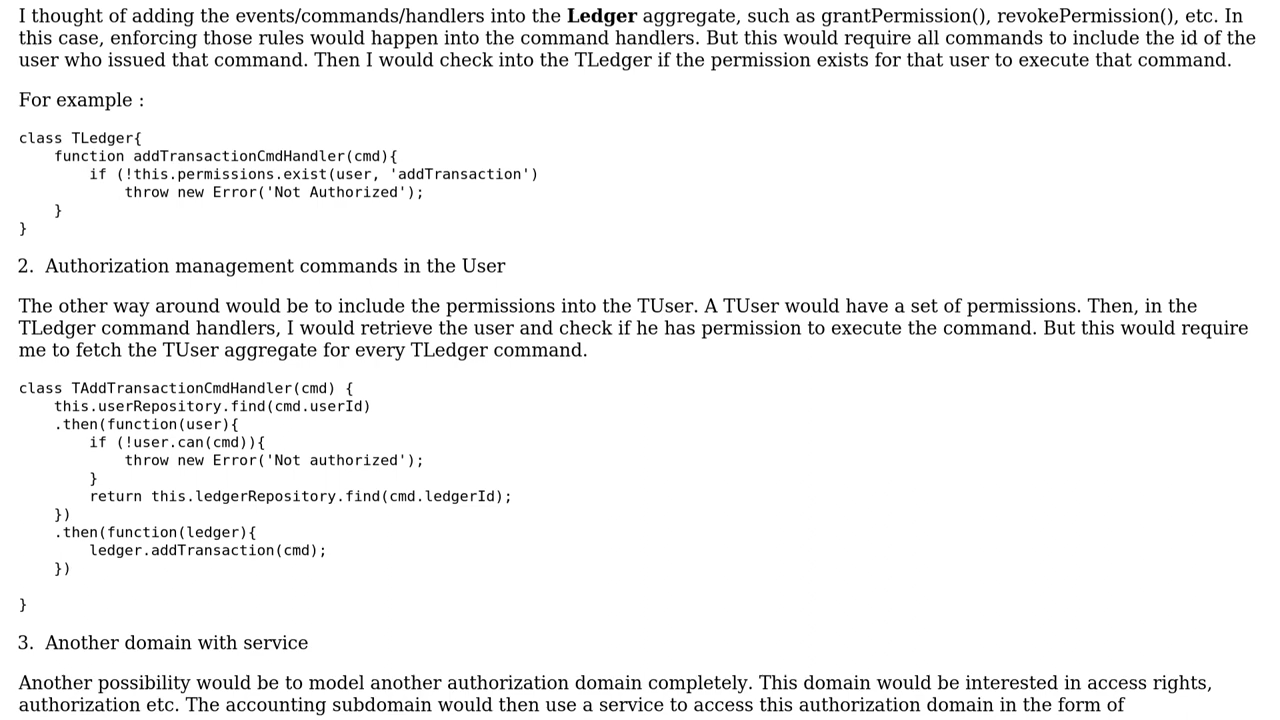 I thought of adding the events/commands/handlers into the Ledger aggregate, such as grantPermission(), revokePermission(), etc. In
this case, enforcing those rules would happen into the command handlers. But this would require all commands to include the id of the
user who issued that command. Then I would check into the TLedger if the permission exists for that user to execute that command.
For example :
class TLedger{
    function addTransactionCmdHandler(cmd){
        if (!this.permissions.exist(user, 'addTransaction')
            throw new Error('Not Authorized');
    }
}
2. Authorization management commands in the User
The other way around would be to include the permissions into the TUser. A TUser would have a set of permissions. Then, in the
TLedger command handlers, I would retrieve the user and check if he has permission to execute the command. But this would require
me to fetch the TUser aggregate for every TLedger command.
class TAddTransactionCmdHandler(cmd) {
    this.userRepository.find(cmd.userId)
    .then(function(user){
        if (!user.can(cmd)){
            throw new Error('Not authorized');
        }
        return this.ledgerRepository.find(cmd.ledgerId);
    })
    .then(function(ledger){
        ledger.addTransaction(cmd);
    })
}
3. Another domain with service
Another possibility would be to model another authorization domain completely. This domain would be interested in access rights,
authorization etc. The accounting subdomain would then use a service to access this authorization domain in the form of